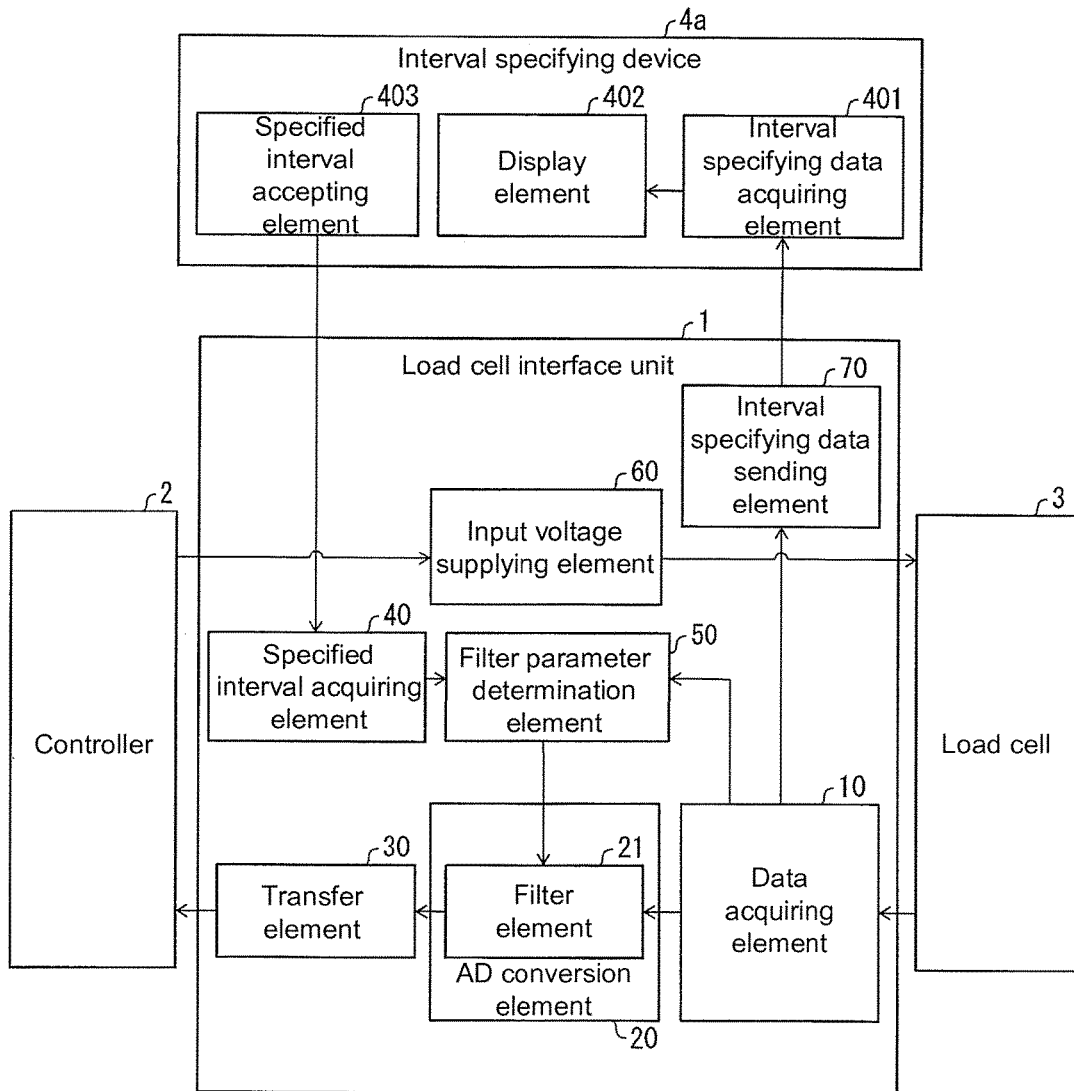 4a
Interval specifying device
403
402
401
Specified
interval
accepting
element
Display
element
Interval
specifying data
acquiring
element
1
Load cell interface unit
70
Interval
specifying data
sending
element
2
60
3
Input voltage
supplying element
40
50
Specified
interval acquiring
element
Filter parameter
determination
element
Controller
Load cell
10
30
21
Transfer
element
Filter
element
Data
acquiring
element
AD conversion
element
20